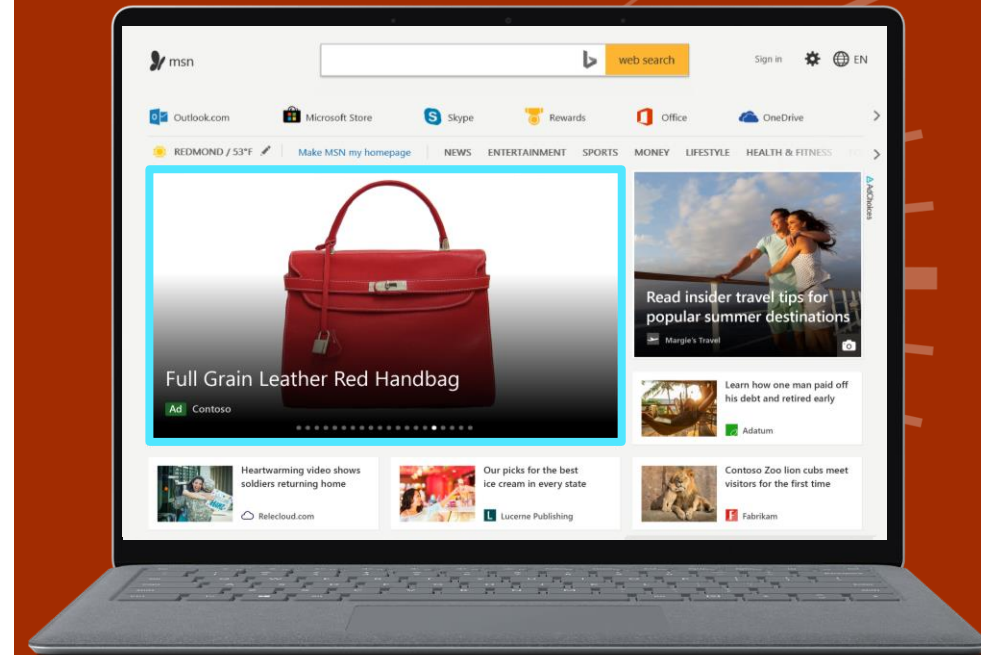 msn
web search
Sign in
EN
Outlook.com
Microsoft Store
Skype
Rewards
Office
OneDrive
REDMOND / 53°F
Make MSN my homepage
NEWS
ENTERTAINMENT
SPORTS
MONEY
LIFESTYLE
HEALTH & FITNESS
AdChoices
Full Grain Leather Red Handbag
Ad Contoso
Read insider travel tips for
popular summer destinations
Margie's Travel
Learn how one man paid off
his debt and retired early
Adatum
Heartwarming video shows
soldiers returning home
Relecloud.com
Our picks for the best
ice cream in every state
L Lucerne Publishing
Contoso Zoo lion cubs meet
visitors for the first time
Fabrikam